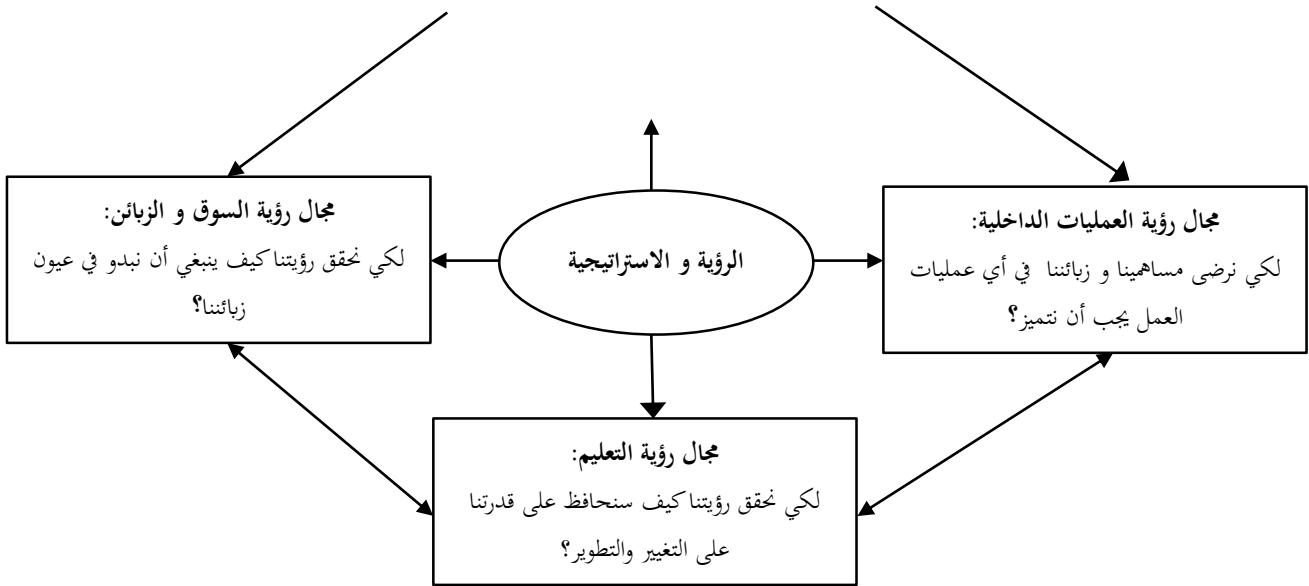 مجال رؤية العمليات الداخلية:
لكي نرضى مساهمينا و زبائننا في أي عمليات
العمل يجب أن نتميز؟
الرؤية و الاستراتيجية
مجال رؤية السوق و الزبائن:
لكي نحقق رؤيتنا كيف ينبغي أن نبدو في عيون
زبائننا؟
مجال رؤية التعليم:
لكي نحقق رؤيتنا كيف سنحافظ على قدرتنا
على التغيير والتطوير؟